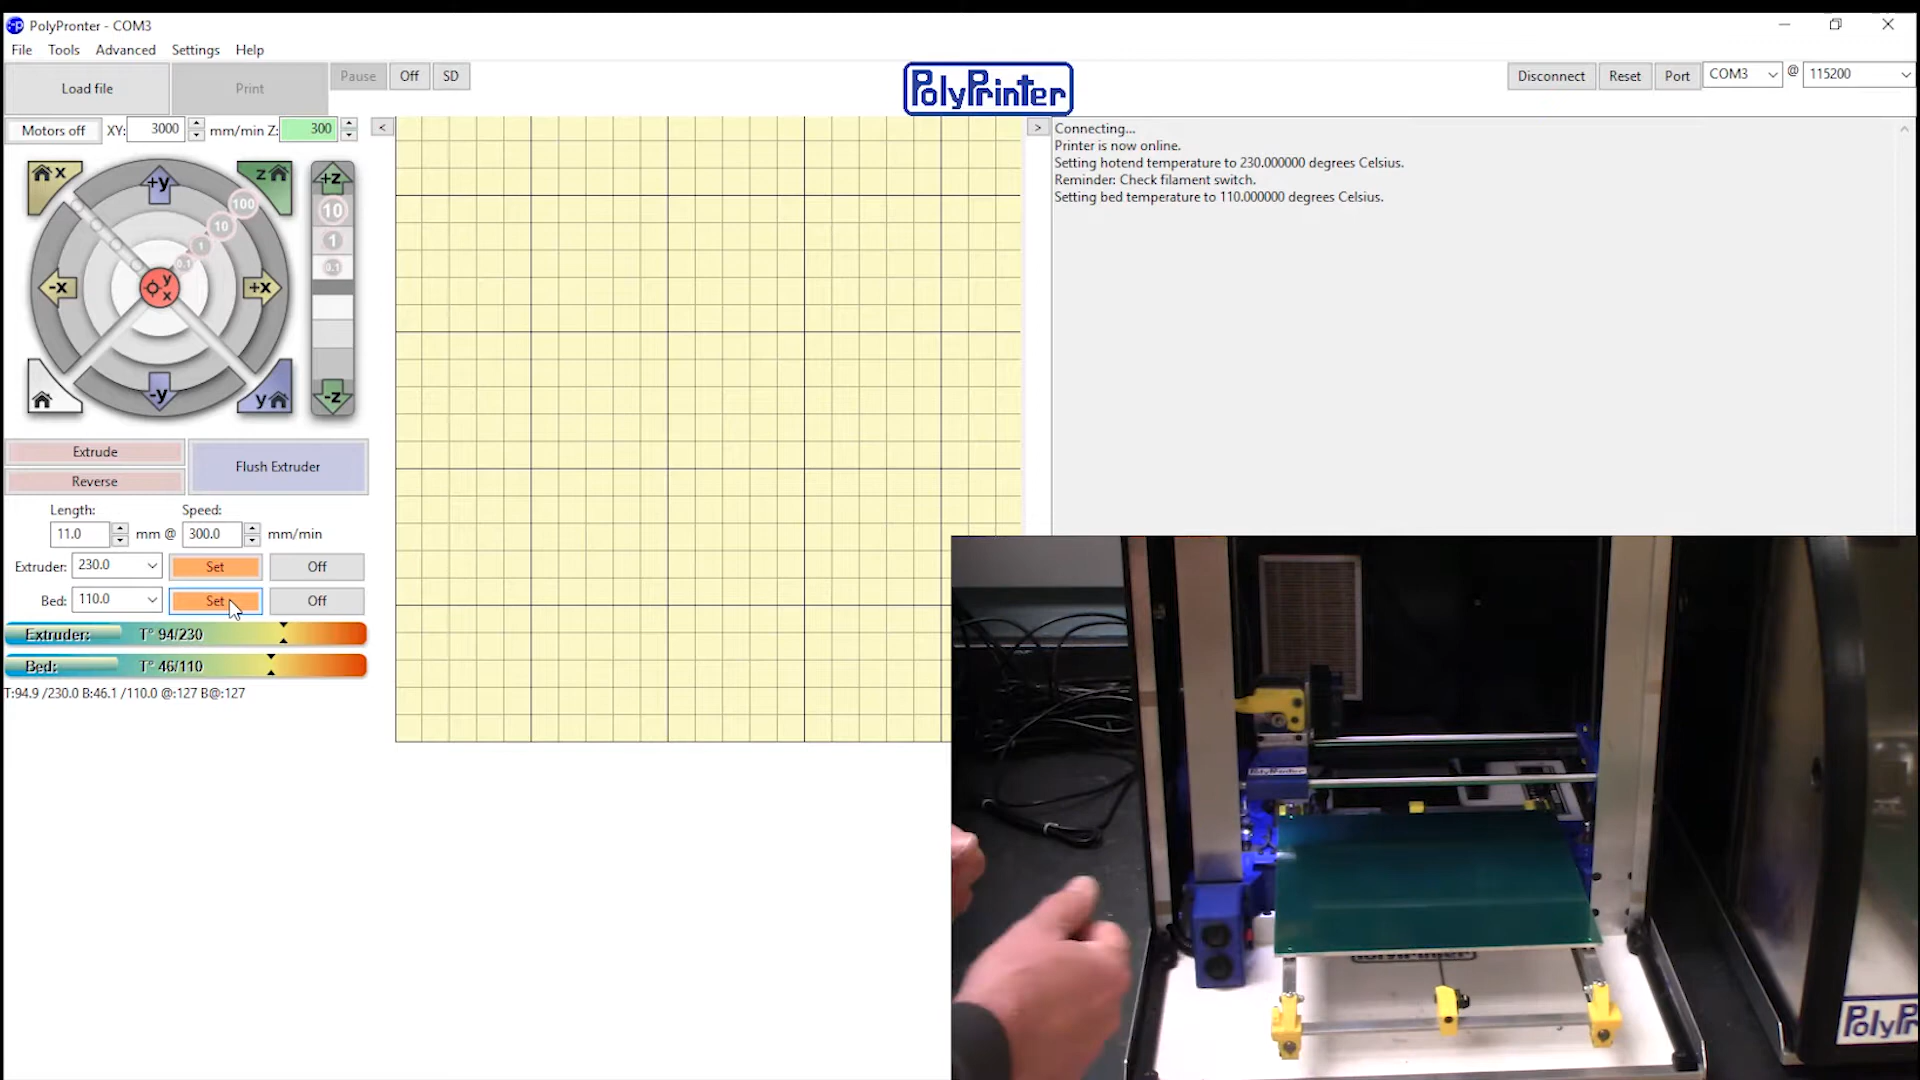 PolyPronter - COM3
File Tools Advanced Settings Help
Load file Print Pause Off SD
PolyPrinter
Disconnect Reset Port COM3 @ 115200
Motors off XY: 3000 mm/min Z: 300 <
>
x z +y +z
100 10 1 0.1
10 1 0.1
-x y x +x
-y y -z
Extrude
Reverse
Flush Extruder
Length: Speed:
11.0 mm @ 300.0 mm/min
Extruder: 230.0 Set Off
Bed: 110.0 Set Off
Extruder: T° 94/230
Bed: T° 46/110
T:94.9 /230.0 B:46.1 /110.0 @:127 B@:127
Connecting...
Printer is now online.
Setting hotend temperature to 230.000000 degrees Celsius.
Reminder: Check filament switch.
Setting bed temperature to 110.000000 degrees Celsius.
PolyPrinter
PolyPrinter
PolyPr